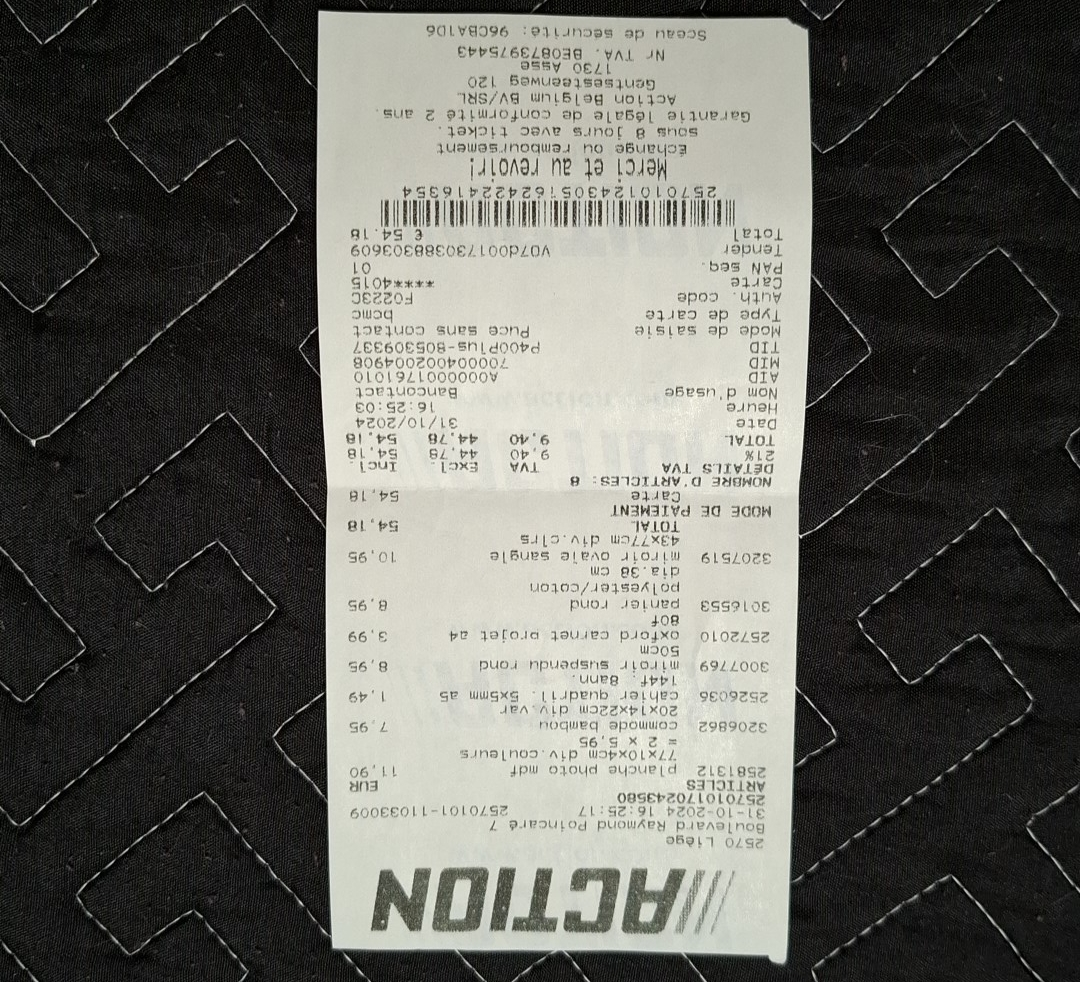 ACTION
2570 Liège
Boulevard Raymond Poincaré 7
31-10-2024 16:25:17 2570101-11033009
257010170243580
ARTICLES EUR
2581312 planche photo mdf 11,90
77x10x4cm div.couleurs
= 2 x 5,95
3206862 commode bambou 7,95
20x14x22cm div.var
2526036 cahier quadril. 5x5mm a5 1,49
144f. 8ann.
3007769 miroir suspendu rond 8,95
50cm
2572010 oxford carnet projet a4 3,99
80f
3016553 panier rond 8,95
polyester/coton
dia.38 cm
3207519 miroir ovale sangle 10,95
43x77cm div.clrs
TOTAL 54,18
MODE DE PAIEMENT
Carte 54,18
NOMBRE D'ARTICLES: 8
DÉTAILS TVA TVA Excl. Incl.
21% 9,40 44,78 54,18
TOTAL 9,40 44,78 54,18
Date 31/10/2024
Heure 16:25:03
Nom d'usage Bancontact
AID A0000001761010
MID 700004002004908
TID P400Plus-805309337
Mode de saisie Puce sans contact
Type de carte bcmc
Auth. code F0223C
Carte *****4015
PAN seq. 01
Tender V07d001730388303609
Total € 54.18
Merci et au revoir!
Échange ou remboursement
sous 8 jours avec ticket.
Garantie légale de conformité 2 ans.
Action Belgium BV/SRL
Gentsesteenweg 120
1730 Asse
Nr TVA. BE0873975443
Sceau de sécurité: 96CBA1D6